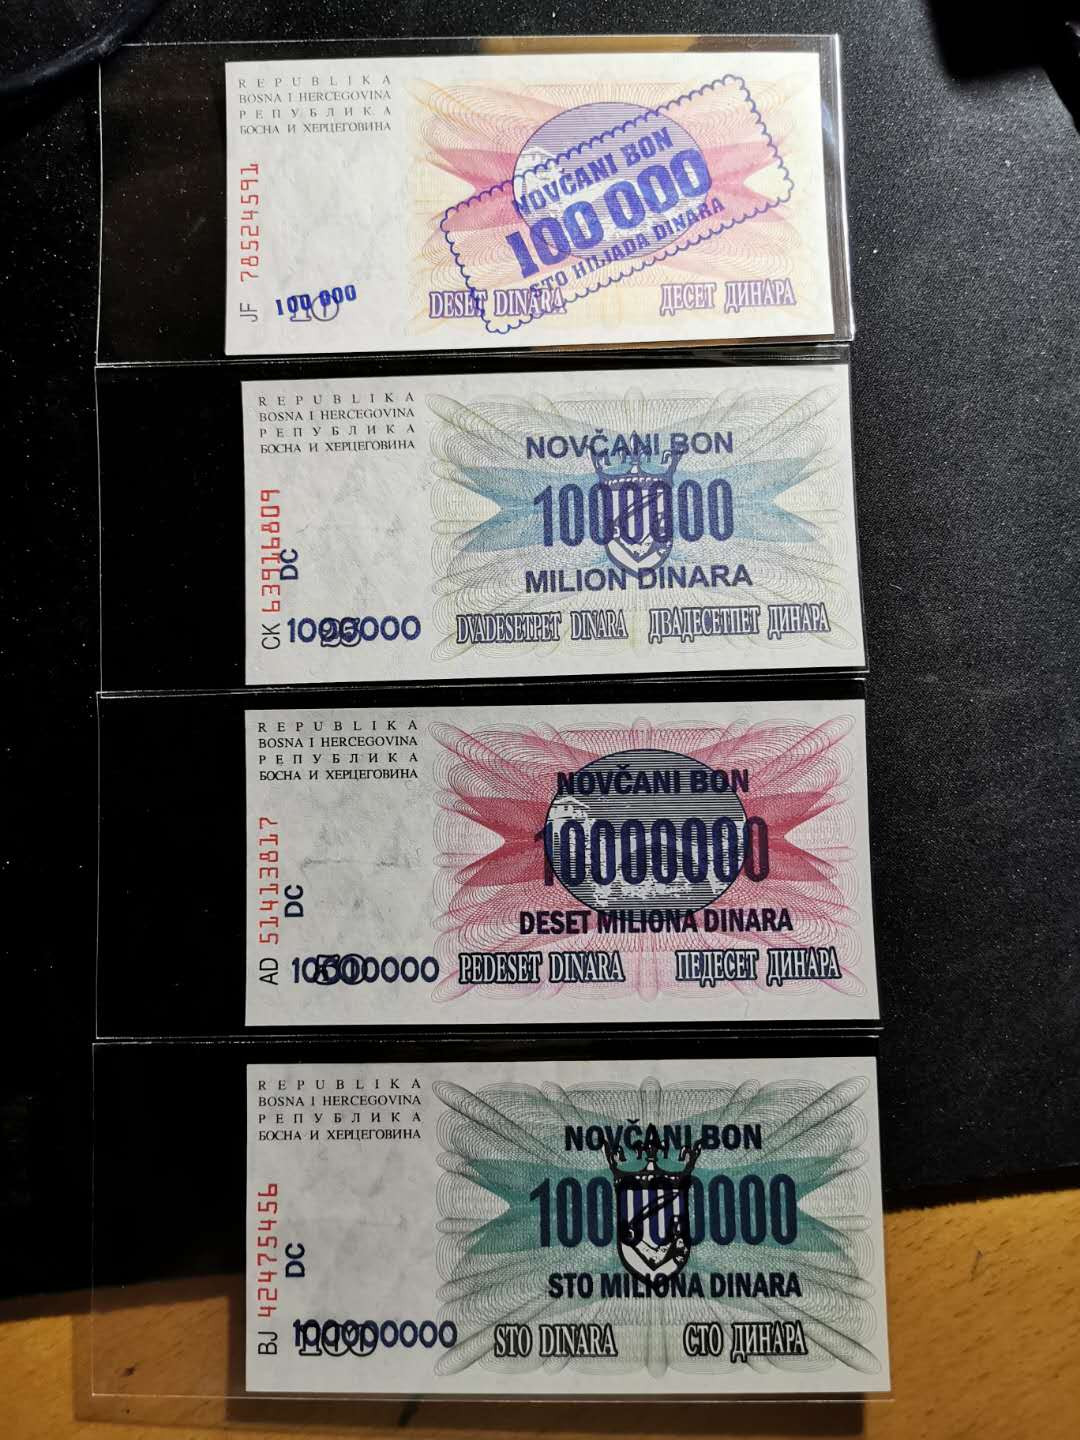 REPUBLIKA
BOSNA I HERCEGOVINA
РЕПУБЛИКА
БОСНА И ХЕРЦЕГОВИНА
NOVČANI BON
100 000
STO HILJADA DINARA
JF 78524591
100 000
10
DESET DINARA ДЕСЕТ ДИНАРА
REPUBLIKA
BOSNA I HERCEGOVINA
РЕПУБЛИКА
БОСНА И ХЕРЦЕГОВИНА
NOVČANI BON
1000000
MILION DINARA
CK 63916809
DC
1000000
25
DVADESETPET DINARA ДВАДЕСЕТПЕТ ДИНАРА
REPUBLIKA
BOSNA I HERCEGOVINA
РЕПУБЛИКА
БОСНА И ХЕРЦЕГОВИНА
NOVČANI BON
10000000
DESET MILIONA DINARA
AD 51413817
DC
10000000
50
PEDESET DINARA ПЕДЕСЕТ ДИНАРА
REPUBLIKA
BOSNA I HERCEGOVINA
РЕПУБЛИКА
БОСНА И ХЕРЦЕГОВИНА
NOVČANI BON
100000000
STO MILIONA DINARA
BJ 42475456
DC
100000000
100
STO DINARA СТО ДИНАРА